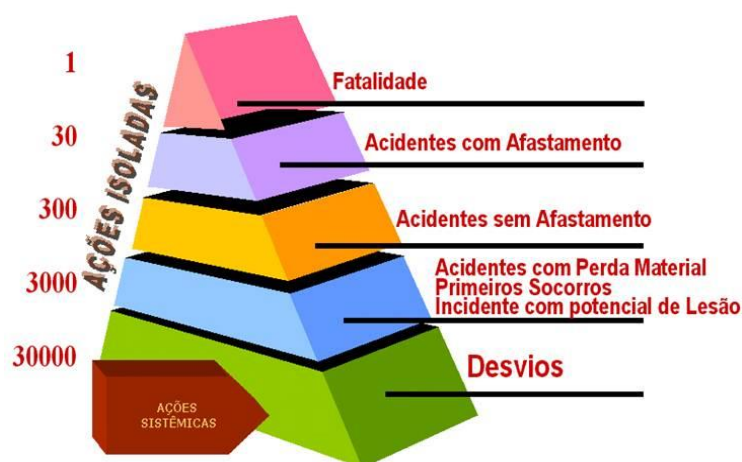 1
Fatalidade
30
Acidentes com Afastamento
300
Acidentes sem Afastamento
3000
Acidentes com Perda Material
Primeiros Socorros
Incidente com potencial de Lesão
30000
Desvios
AÇÕES ISOLADAS
AÇÕES
SISTÊMICAS